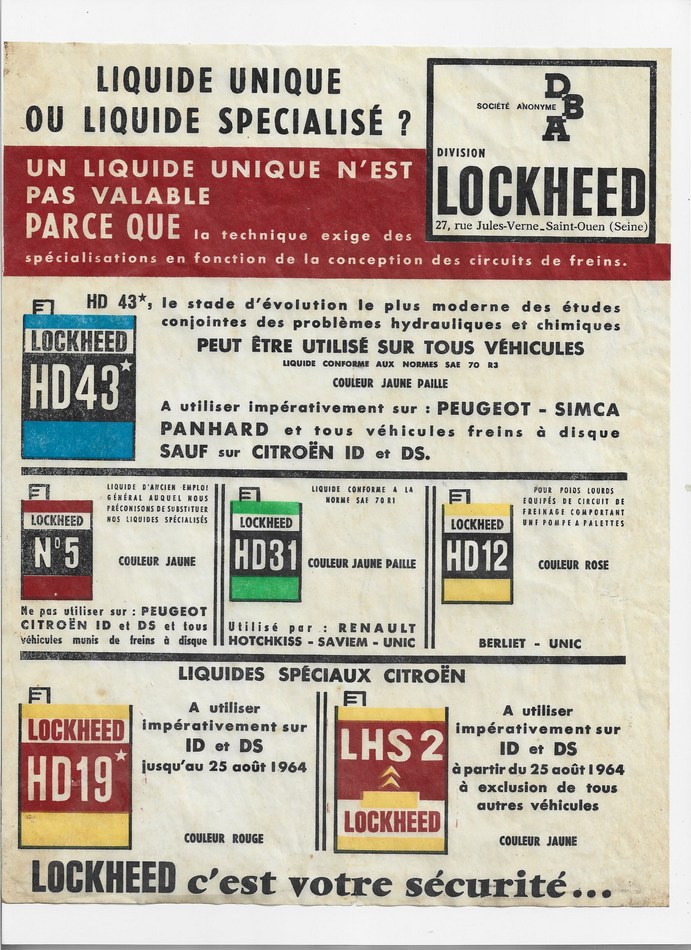 LIQUIDE UNIQUE
OU LIQUIDE SPECIALISÉ ?
SOCIÉTÉ ANONYME DBA
DIVISION
LOCKHEED
27, rue Jules-Verne_Saint-Ouen (Seine)
UN LIQUIDE UNIQUE N'EST
PAS VALABLE
PARCE QUE la technique exige des
spécialisations en fonction de la conception des circuits de freins.
HD 43*, le stade d'évolution le plus moderne des études
conjointes des problèmes hydrauliques et chimiques
PEUT ÊTRE UTILISÉ SUR TOUS VÉHICULES
LIQUIDE CONFORME AUX NORMES SAE 70 R3
COULEUR JAUNE PAILLE
A utiliser impérativement sur : PEUGEOT - SIMCA
PANHARD et tous véhicules freins à disque
SAUF sur CITROËN ID et DS.
LOCKHEED
HD43*
LIQUIDE D'ANCIEN EMPLOI
GÉNÉRAL AUQUEL NOUS
PRÉCONISONS DE SUBSTITUER
NOS LIQUIDES SPÉCIALISÉS
LOCKHEED
N°5
COULEUR JAUNE
Ne pas utiliser sur : PEUGEOT
CITROËN ID et DS et tous
véhicules munis de freins à disque
LIQUIDE CONFORME A LA
NORME SAE 70 R1
LOCKHEED
HD31
COULEUR JAUNE PAILLE
Utilisé par : RENAULT
HOTCHKISS - SAVIEM - UNIC
POUR POIDS LOURDS
EQUIPÉS DE CIRCUIT DE
FREINAGE COMPORTANT
UNE POMPE A PALETTES
LOCKHEED
HD12
COULEUR ROSE
BERLIET - UNIC
LIQUIDES SPÉCIAUX CITROËN
LOCKHEED
HD19*
A utiliser
impérativement sur
ID et DS
jusqu'au 25 août 1964
COULEUR ROUGE
LHS 2
LOCKHEED
A utiliser
impérativement sur
ID et DS
à partir du 25 août 1964
à exclusion de tous
autres véhicules
COULEUR JAUNE
LOCKHEED c'est votre sécurité...